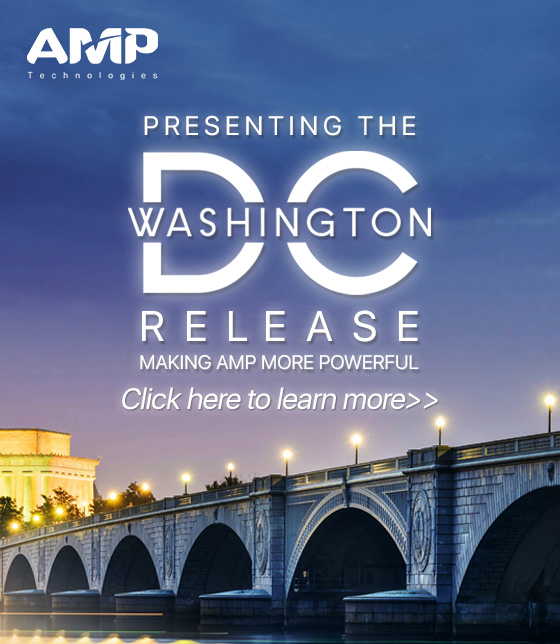 AMP
Technologies
PRESENTING THE
DC
WASHINGTON
RELEASE
MAKING AMP MORE POWERFUL
Click here to learn more>>